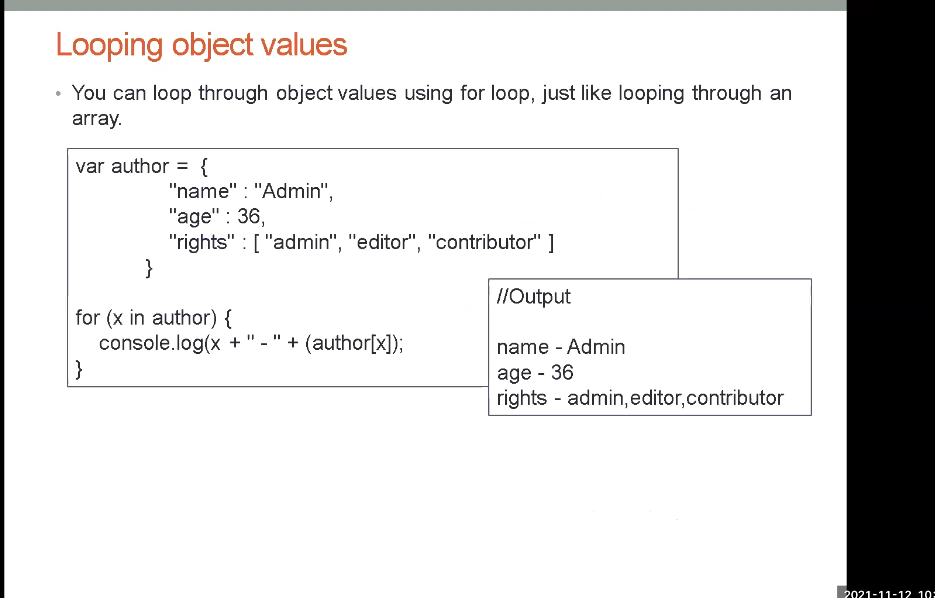 Looping object values
• You can loop through object values using for loop, just like looping through an
array.
var author = {
"name" : "Admin",
"age" : 36,
"rights" : [ "admin", "editor", "contributor" ]
}
for (x in author) {
console.log(x + " - " + (author[x]);
}
//Output
name - Admin
age - 36
rights - admin,editor,contributor
2021-11-12 10: